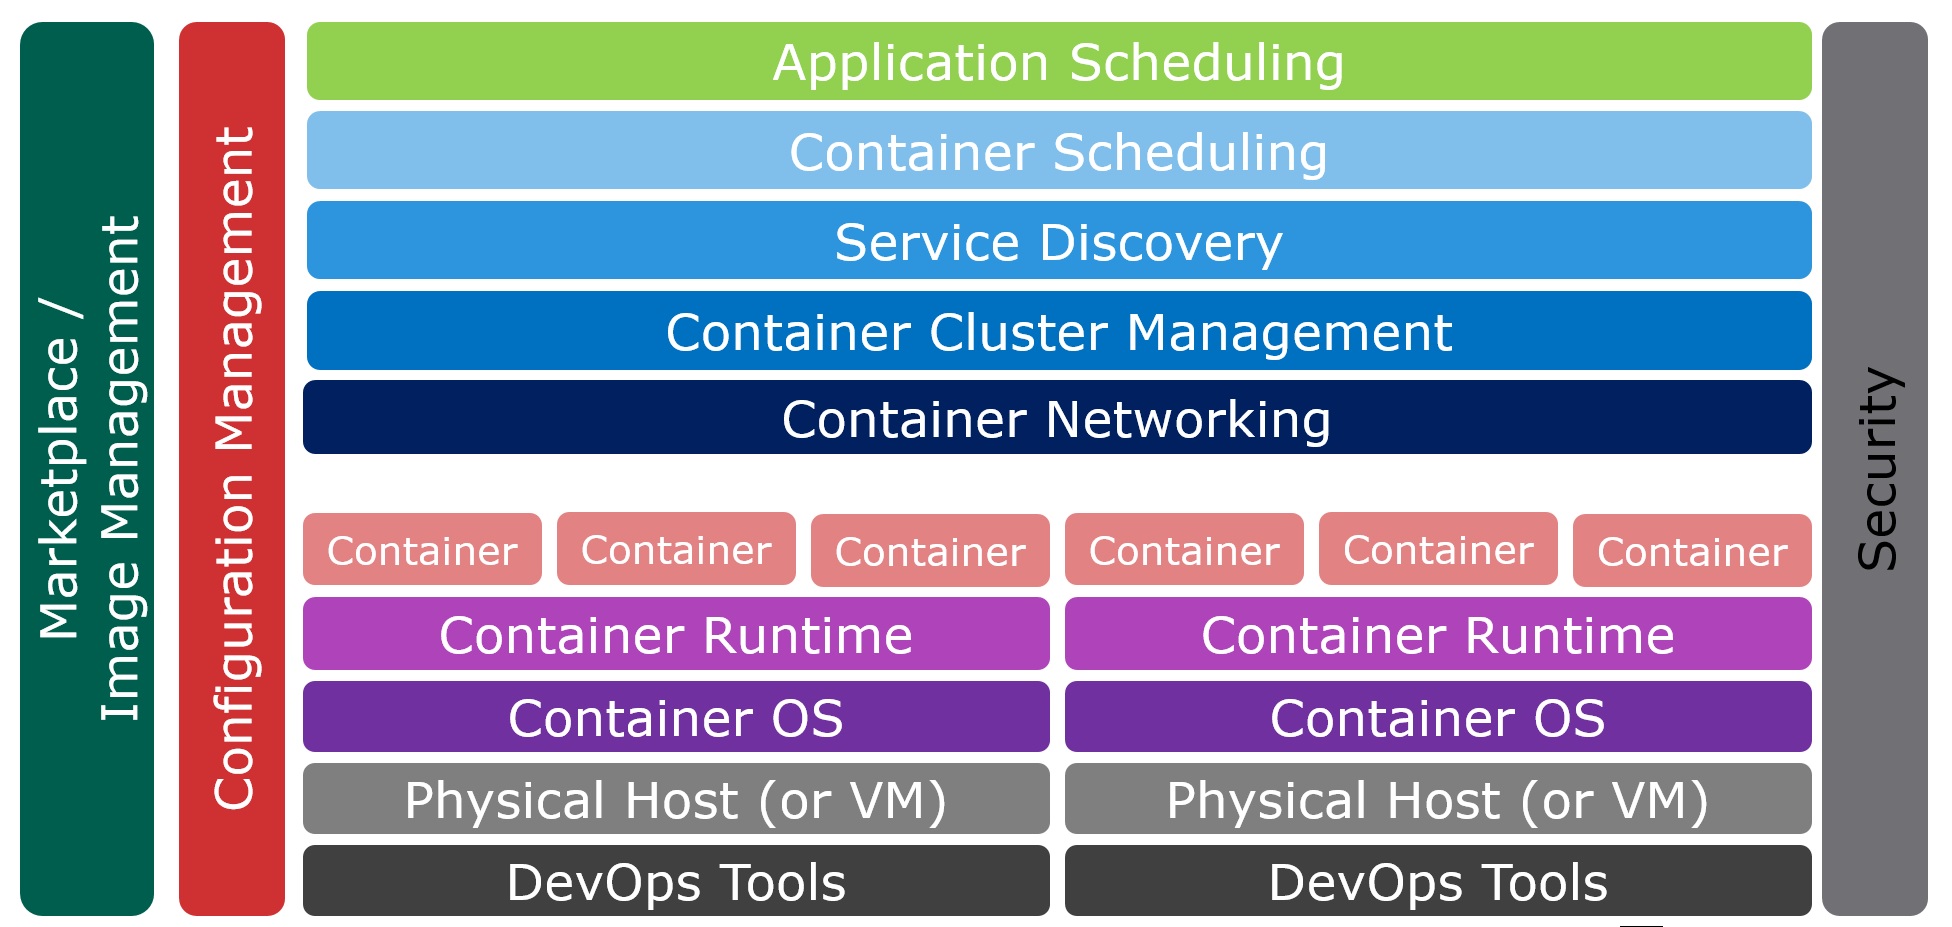 Marketplace /
Image Management
Configuration Management
Application Scheduling
Container Scheduling
Service Discovery
Container Cluster Management
Container Networking
Container
Container
Container
Container
Container
Container
Container Runtime
Container Runtime
Container OS
Container OS
Physical Host (or VM)
Physical Host (or VM)
DevOps Tools
DevOps Tools
Security